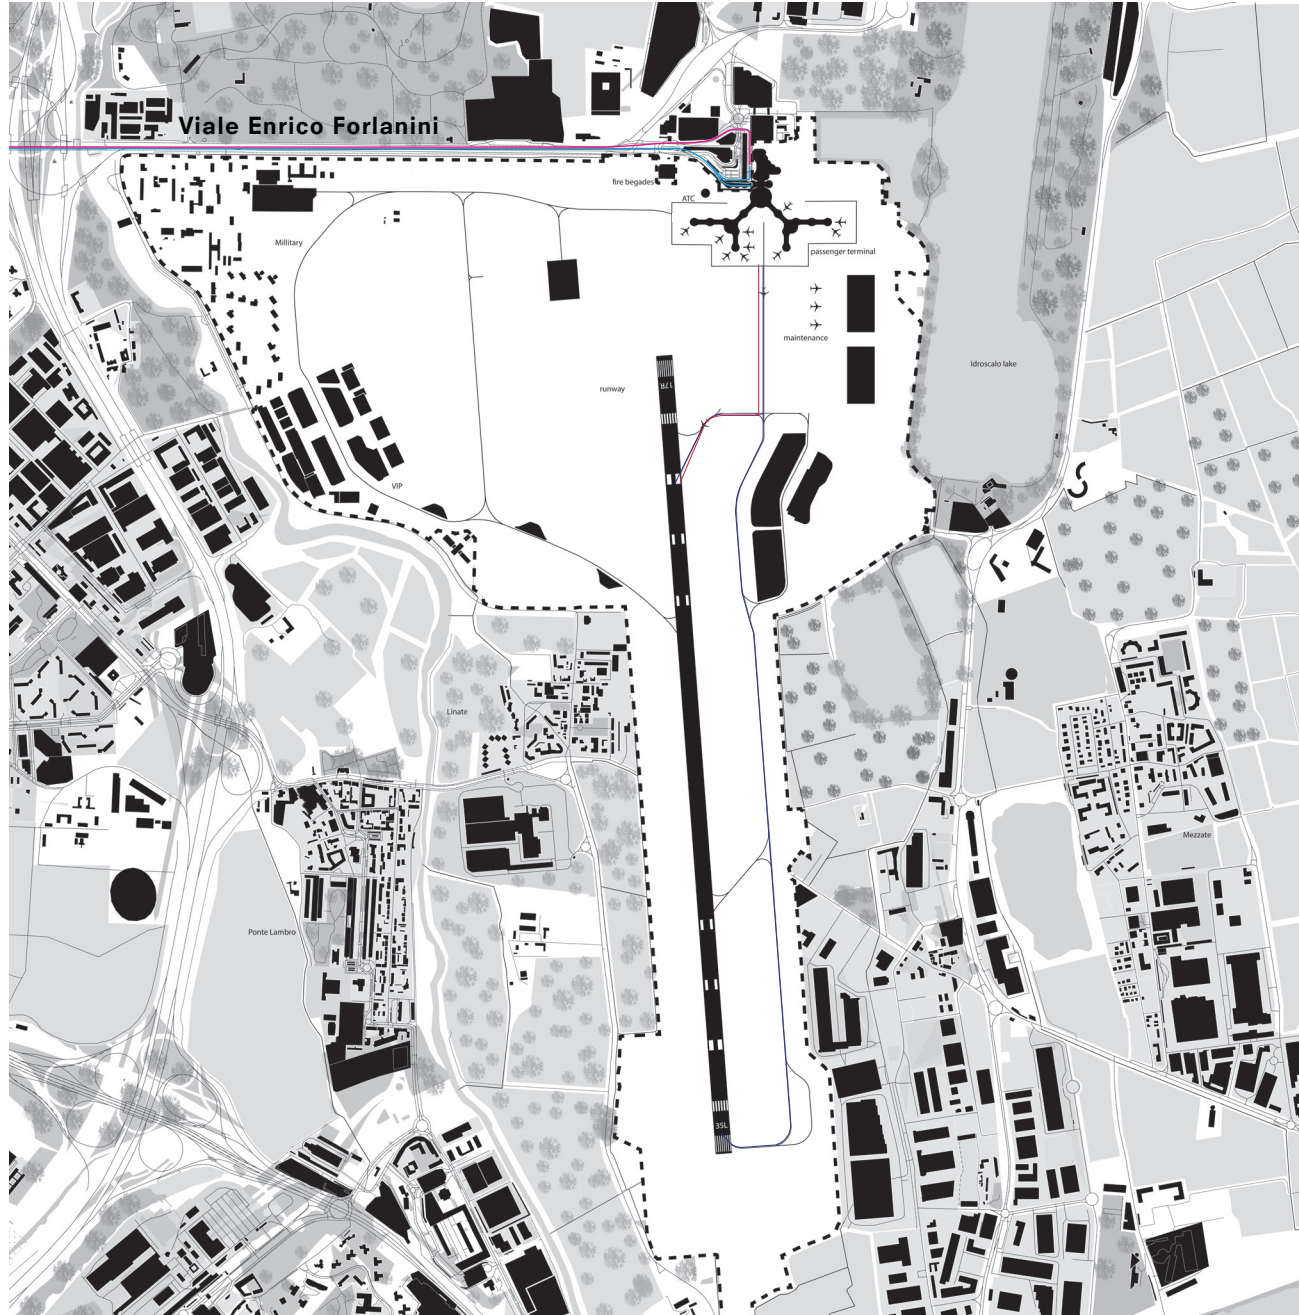 Viale Enrico Forlanini
fire begades
ATC
Millitary
passenger terminal
maintenance
Idroscalo lake
17R
runway
VIP
Linate
Mezzate
Ponte Lambro
35L